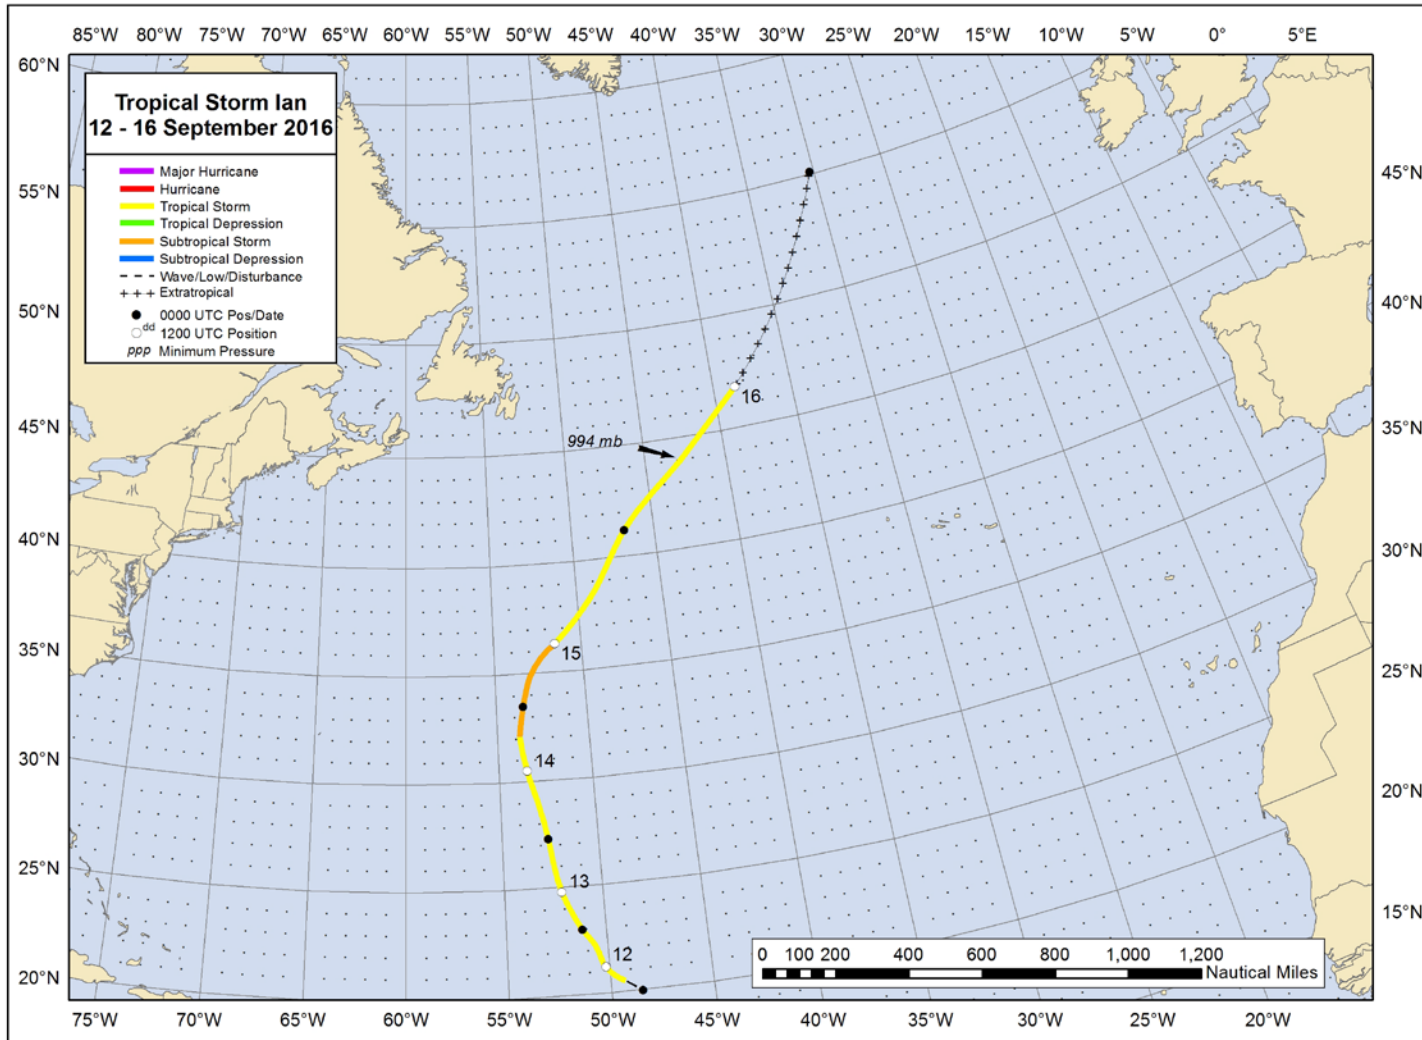 85°W 80°W 75°W 70°W 65°W 60°W 55°W 50°W 45°W 40°W 35°W 30°W 25°W 20°W 15°W 10°W 5°W 0° 5°E
60°N
Tropical Storm Ian
12 - 16 September 2016
Major Hurricane
Hurricane
Tropical Storm
Tropical Depression
Subtropical Storm
Subtropical Depression
Wave/Low/Disturbance
Extratropical
0000 UTC Pos/Date
dd 1200 UTC Position
ppp Minimum Pressure
55°N
50°N
45°N
40°N
35°N
30°N
25°N
20°N
45°N
40°N
35°N
30°N
25°N
20°N
15°N
16
994 mb
15
14
13
12
0 100 200 400 600 800 1,000 1,200
Nautical Miles
75°W 70°W 65°W 60°W 55°W 50°W 45°W 40°W 35°W 30°W 25°W 20°W